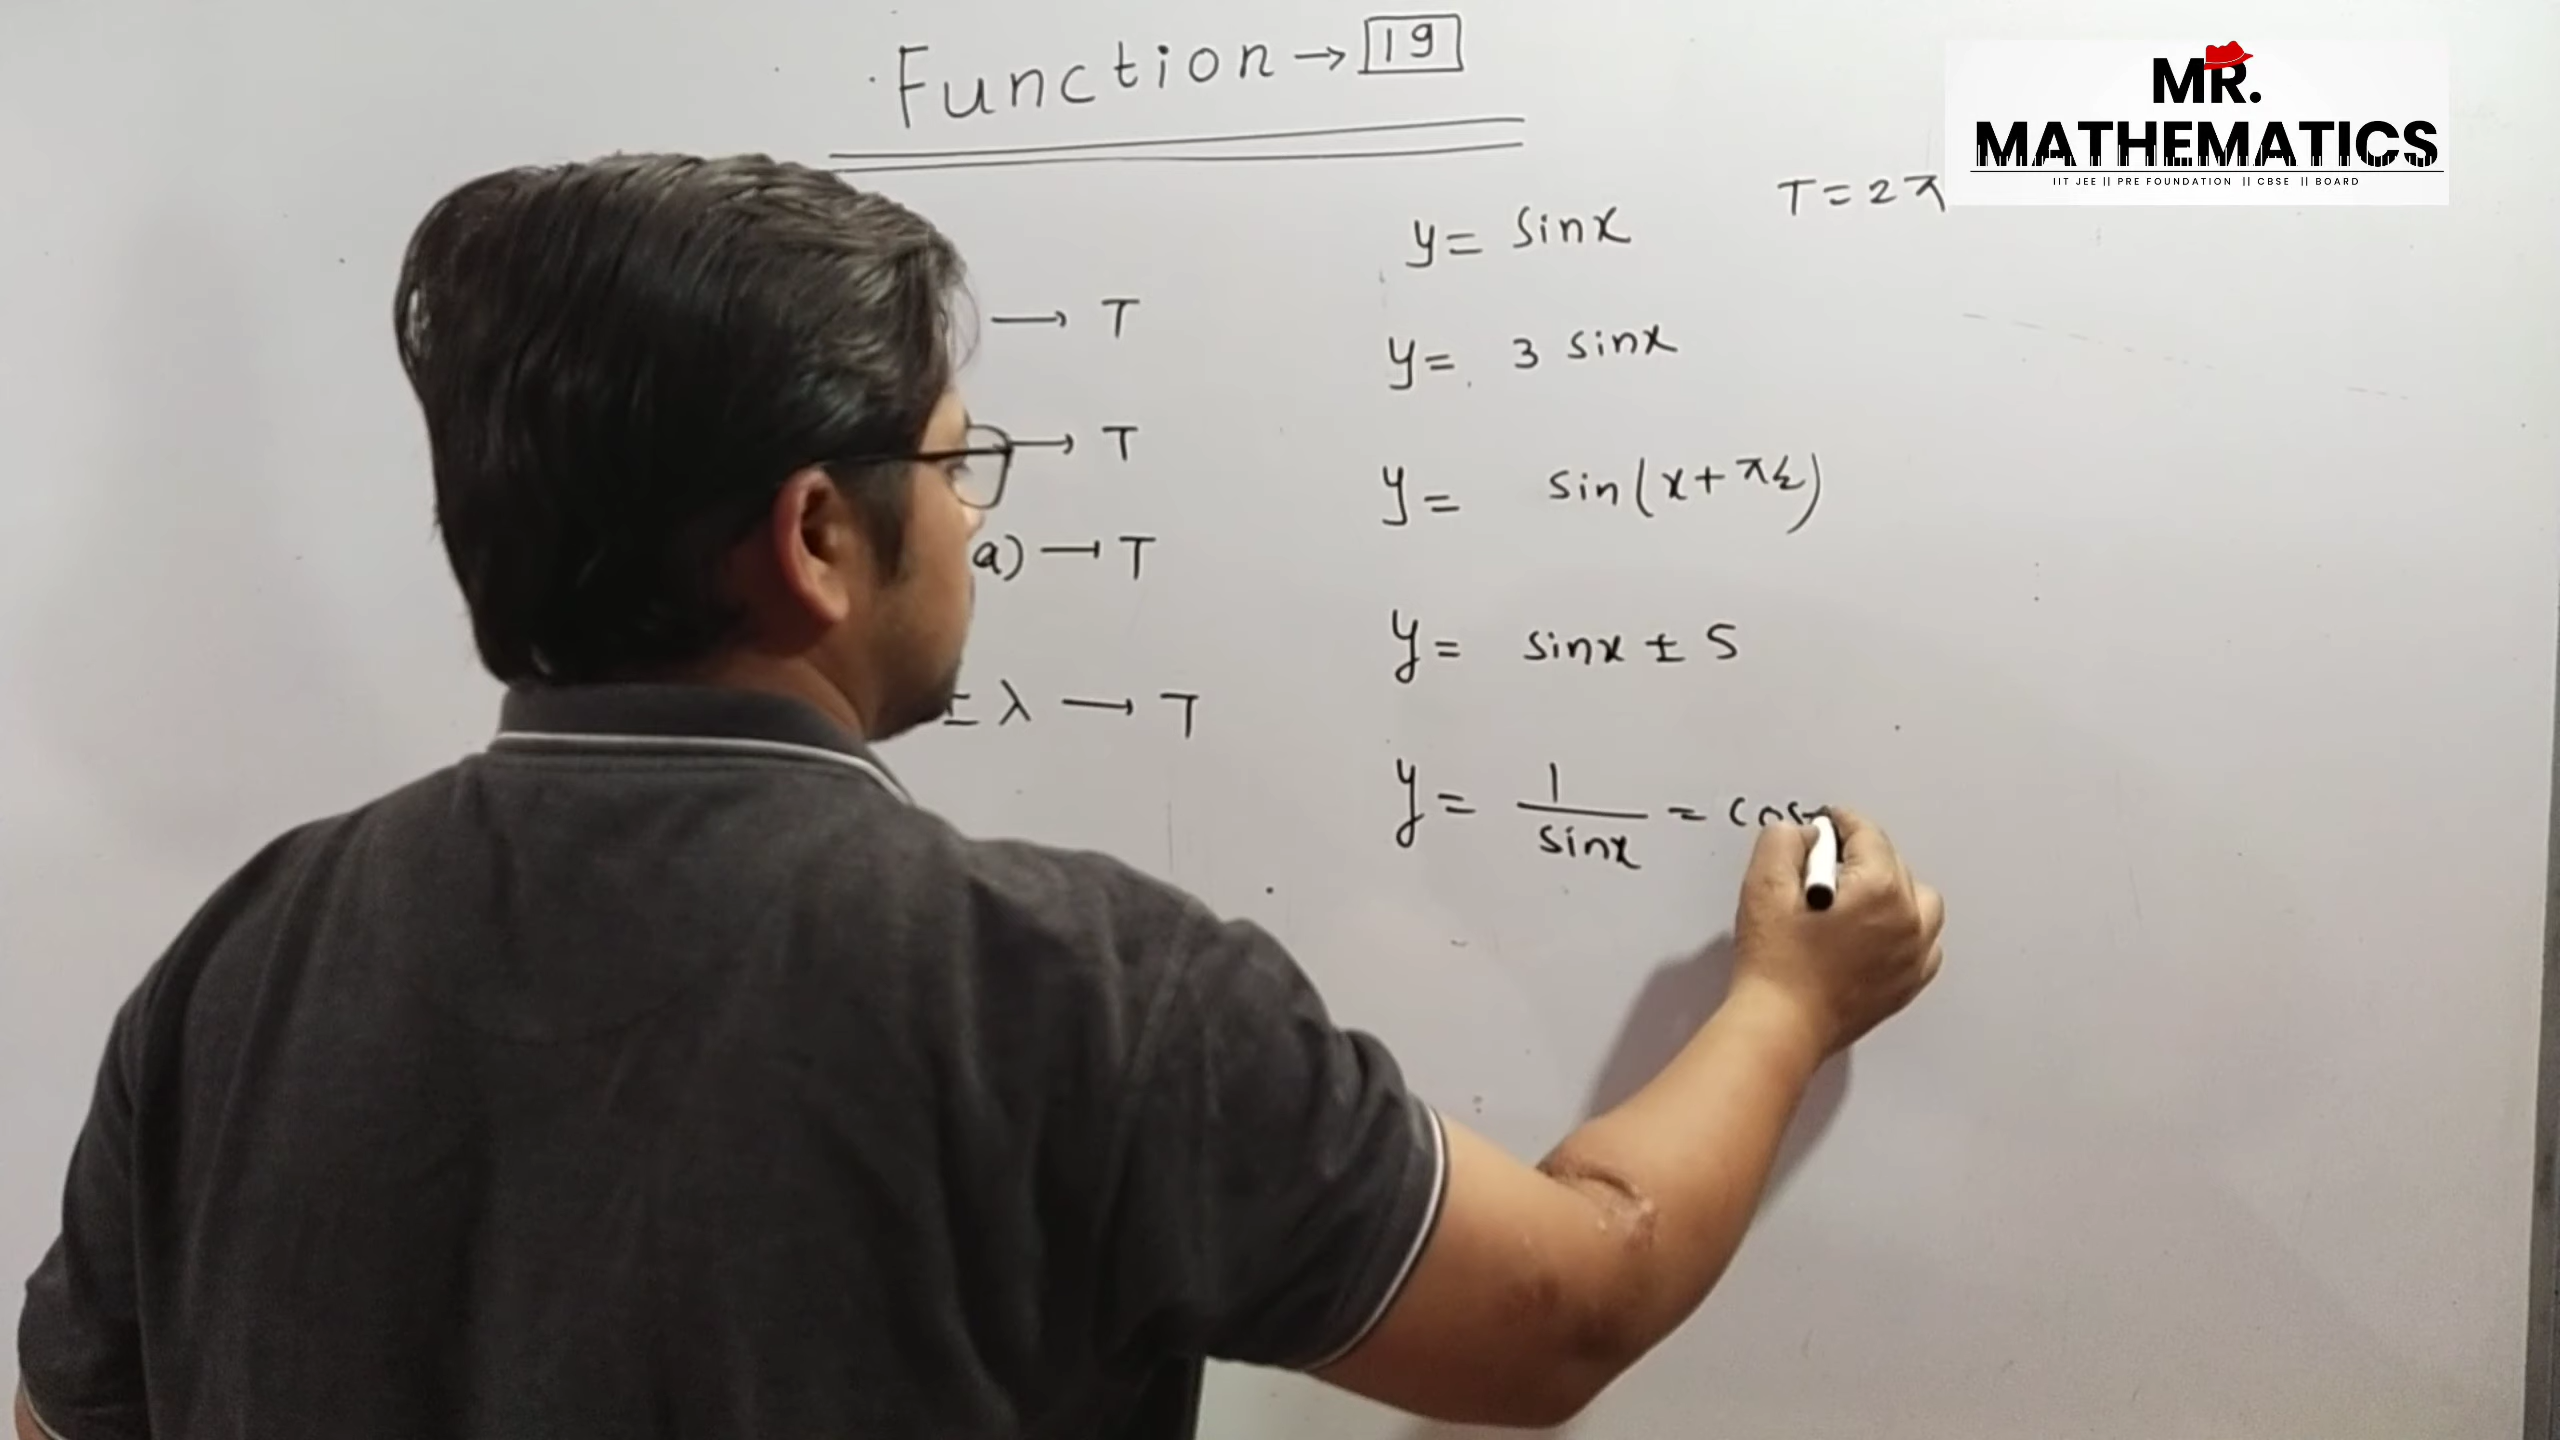 Function → 19
MR.
MATHEMATICS
IIT JEE || PRE FOUNDATION || CBSE || BOARD
T = 2π
y = sinx
→ T
y = 3 sinx
→ T
y = sin(x + π/2)
a) → T
y = sinx ± 5
± λ → T
y = 1/sinx = cos